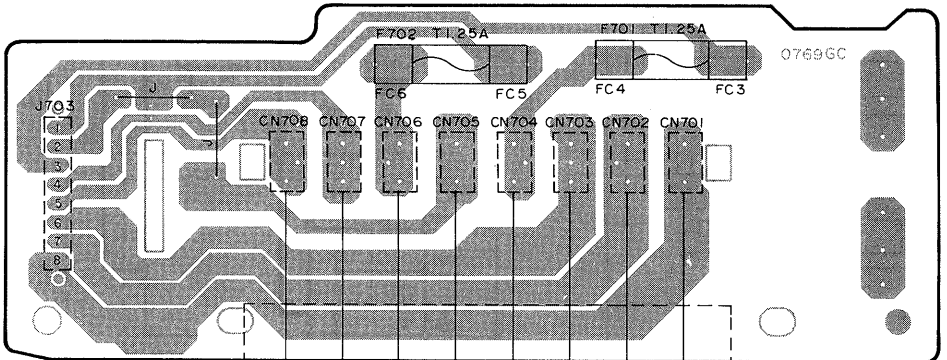 F702 T1.25A
F701 T1.25A
0769GC
FC6
FC5
FC4
FC3
J
J703
1
2
3
4
5
6
7
8
J
CN708 CN707 CN706 CN705 CN704 CN703 CN702 CN701